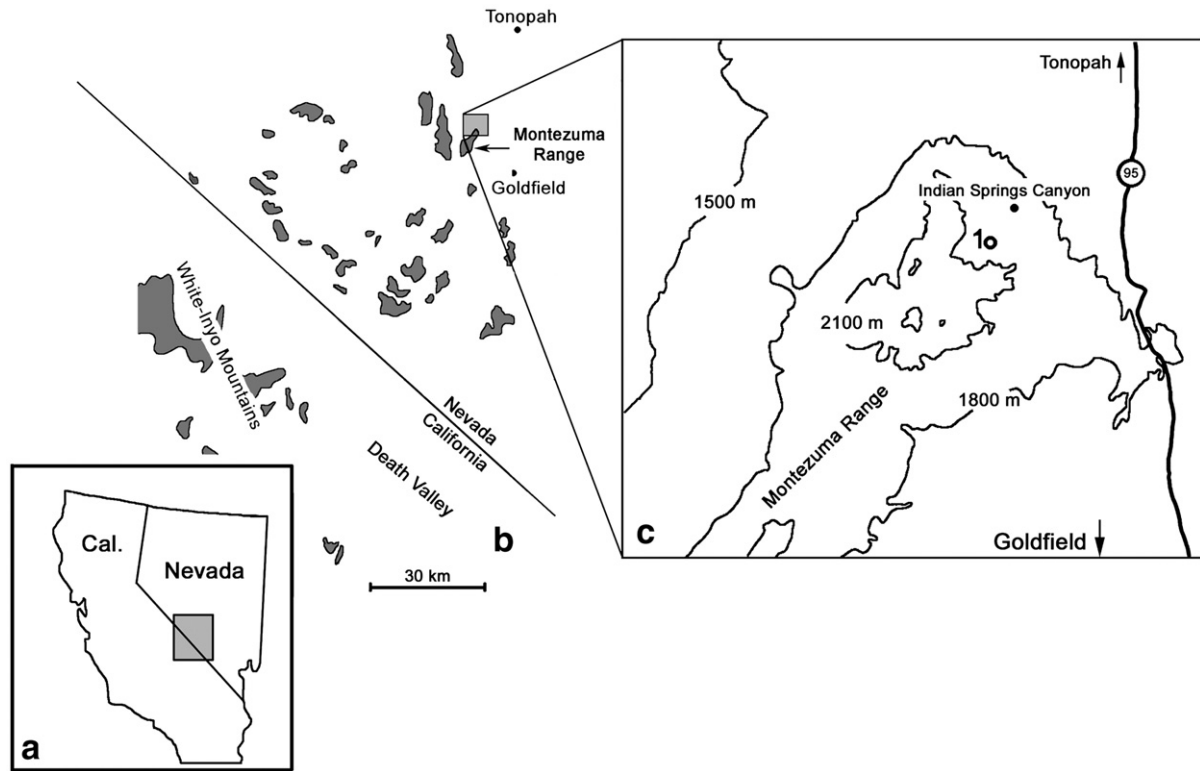 Tonopah
Montezuma
Range
Goldfield
White-Inyo Mountains
Nevada
California
Death Valley
b
30 km
Cal.
Nevada
a
Tonopah
95
Indian Springs Canyon
1500 m
1
2100 m
1800 m
Montezuma Range
c
Goldfield